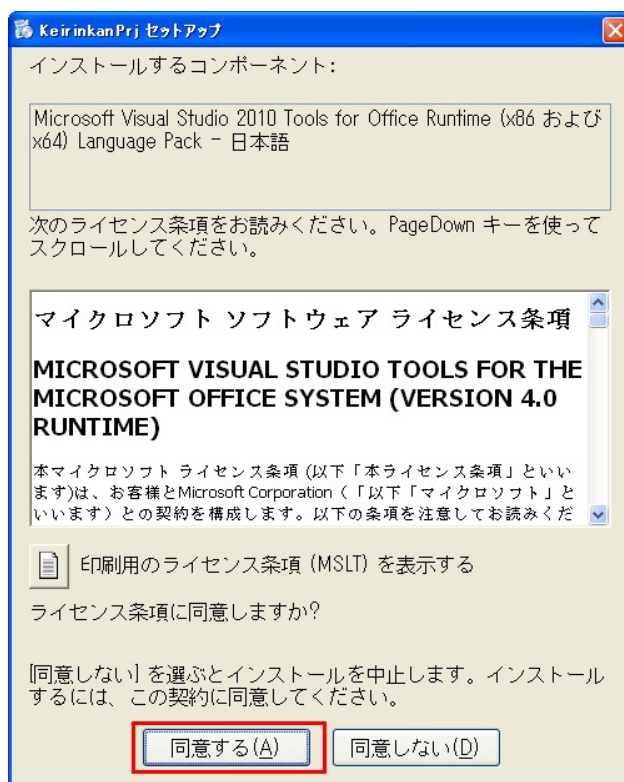 KeirinkanPrj セットアップ
インストールするコンポーネント:
Microsoft Visual Studio 2010 Tools for Office Runtime (x86 および
x64) Language Pack - 日本語
次のライセンス条項をお読みください。PageDown キーを使って
スクロールしてください。
マイクロソフト ソフトウェア ライセンス条項
MICROSOFT VISUAL STUDIO TOOLS FOR THE
MICROSOFT OFFICE SYSTEM (VERSION 4.0
RUNTIME)
本マイクロソフト ライセンス条項 (以下「本ライセンス条項」といい
ます)は、お客様とMicrosoft Corporation (「以下「マイクロソフト」と
いいます) との契約を構成します。以下の条項を注意してお読みくだ
印刷用のライセンス条項 (MSLT) を表示する
ライセンス条項に同意しますか?
[同意しない] を選ぶとインストールを中止します。インストール
するには、この契約に同意してください。
同意する(A) 同意しない(D)